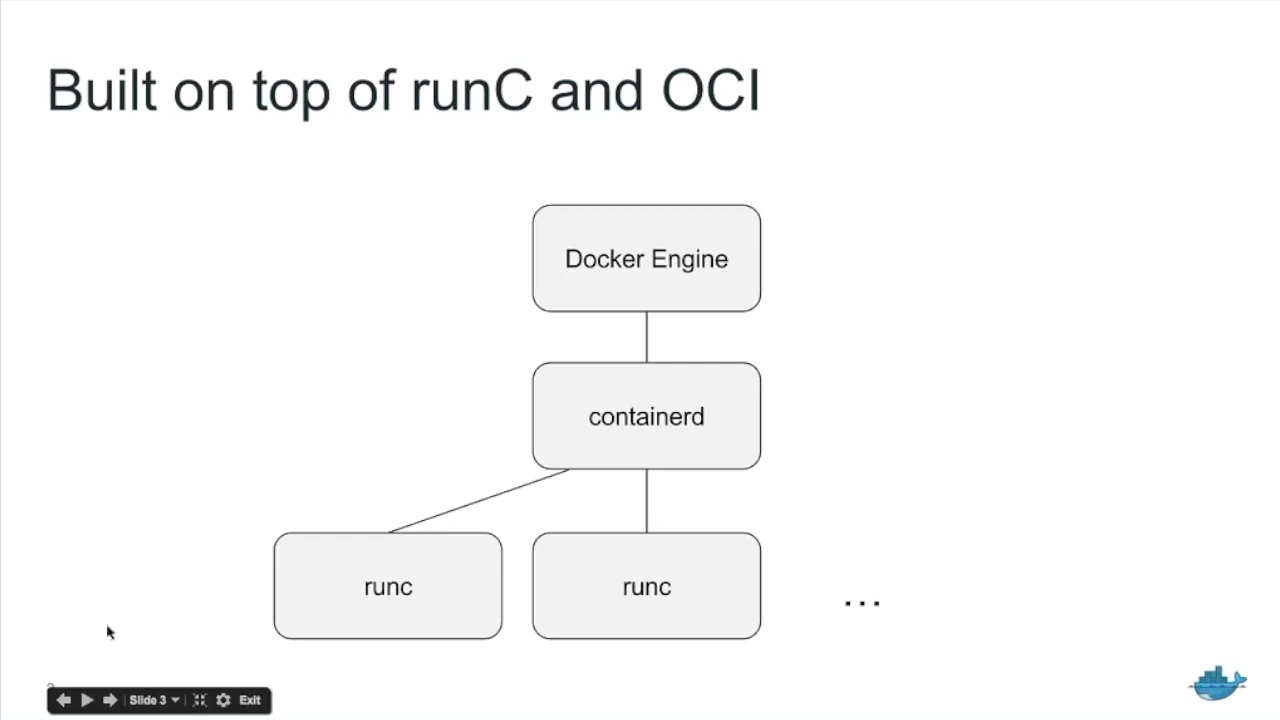 Built on top of runC and OCI
Docker Engine
containerd
runc
runc
...
Slide 3
Exit